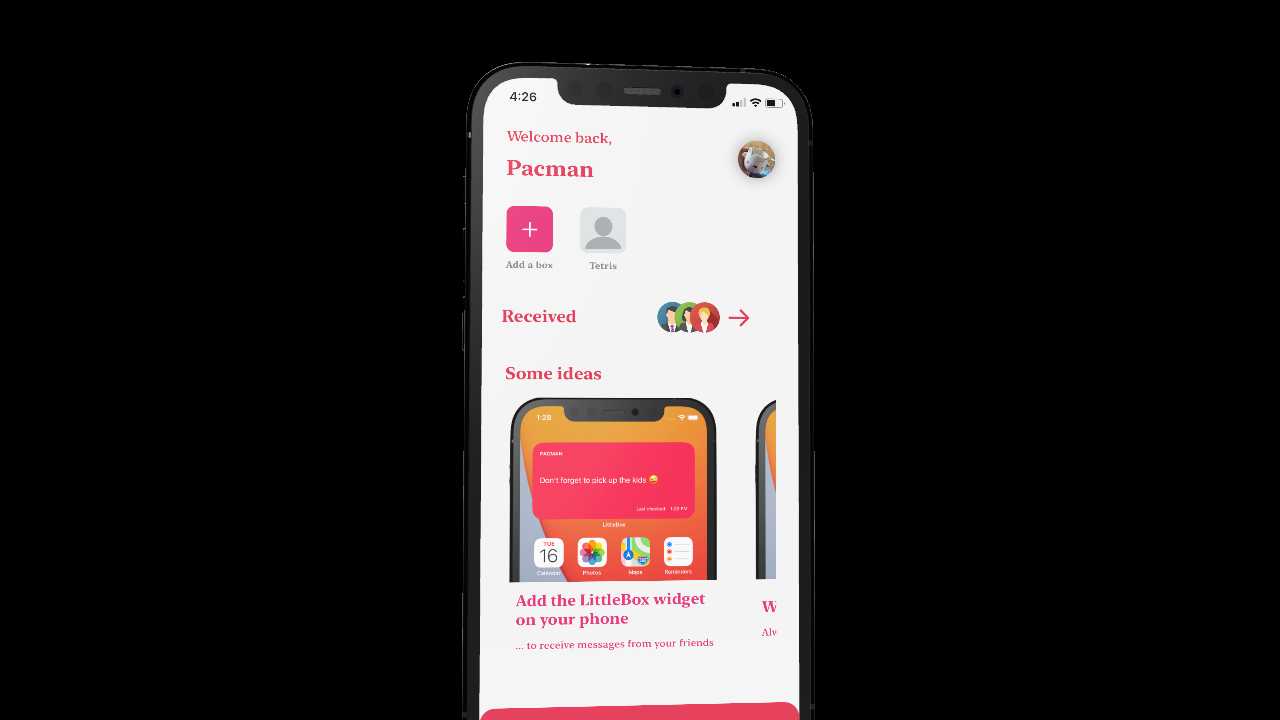 4:26
Welcome back,
Pacman
Add a box
Tetris
Received
Some ideas
1:28
PACMAN
Don't forget to pick up the kids 😜
Last checked: 1:25 PM
LittleBox
TUE
16
Calendar
Photos
Maps
Reminders
Add the LittleBox widget
on your phone
... to receive messages from your friends
W
Alv